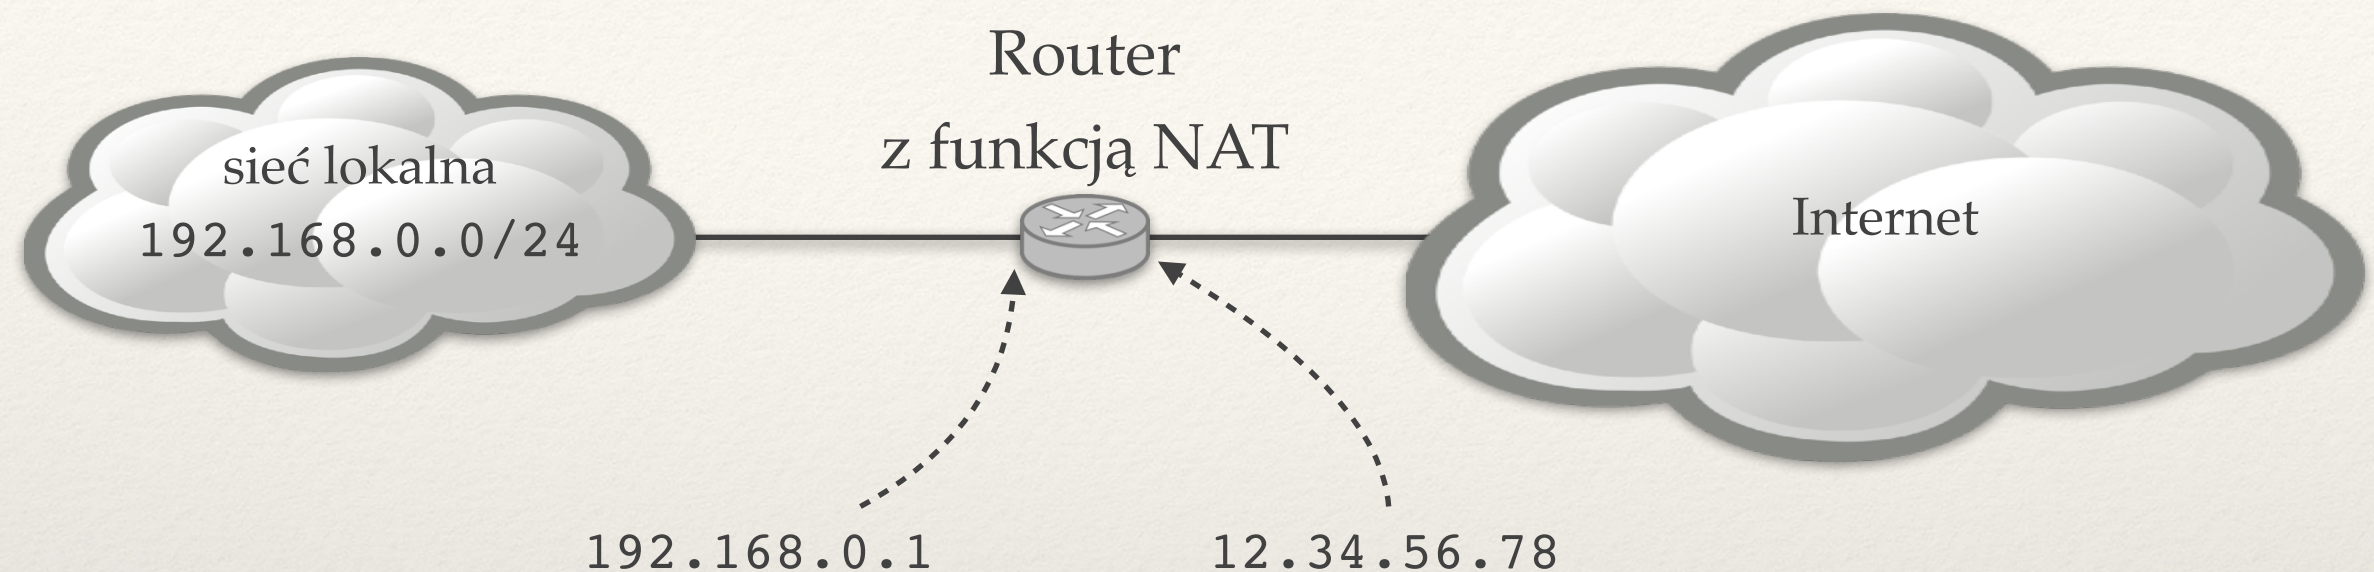 Router
z funkcją NAT
sieć lokalna
192.168.0.0/24
Internet
192.168.0.1
12.34.56.78